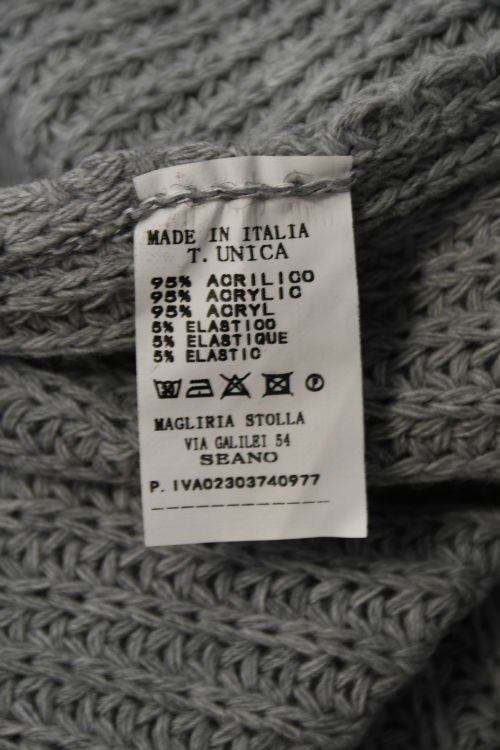 MADE IN ITALIA
T. UNICA
95% ACRILICO
95% ACRYLIC
95% ACRYL
5% ELASTICO
5% ELASTIQUE
5% ELASTIC
P
MAGLIRIA STOLLA
VIA GALILEI 54
SEANO
P. IVA02303740977